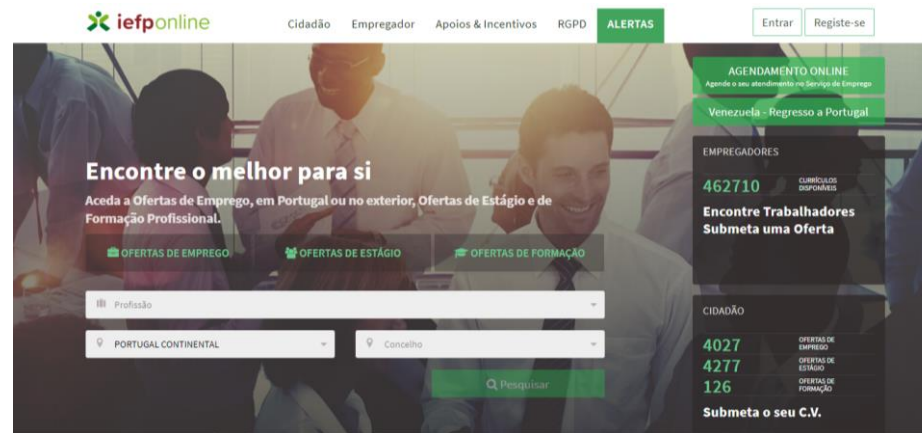 iefponline
Cidadão Empregador Apoios & Incentivos RGPD ALERTAS
Entrar Registe-se
AGENDAMENTO ONLINE
Agende o seu atendimento no Serviço de Emprego
Venezuela - Regresso a Portugal
Encontre o melhor para si
Aceda a Ofertas de Emprego, em Portugal ou no exterior, Ofertas de Estágio e de
Formação Profissional.
OFERTAS DE EMPREGO OFERTAS DE ESTÁGIO OFERTAS DE FORMAÇÃO
Profissão
PORTUGAL CONTINENTAL Concelho
Pesquisar
EMPREGADORES
462710 CURRÍCULOS
DISPONÍVEIS
Encontre Trabalhadores
Submeta uma Oferta
CIDADÃO
4027 OFERTAS DE
EMPREGO
4277 OFERTAS DE
ESTÁGIO
126 OFERTAS DE
FORMAÇÃO
Submeta o seu C.V.